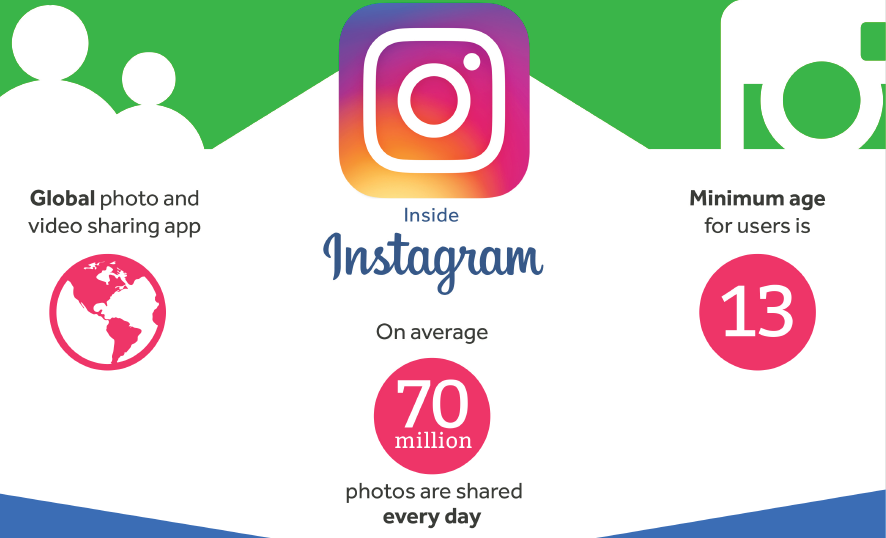 Inside
Instagram
Global photo and
video sharing app
On average
70
million
photos are shared
every day
Minimum age
for users is
13